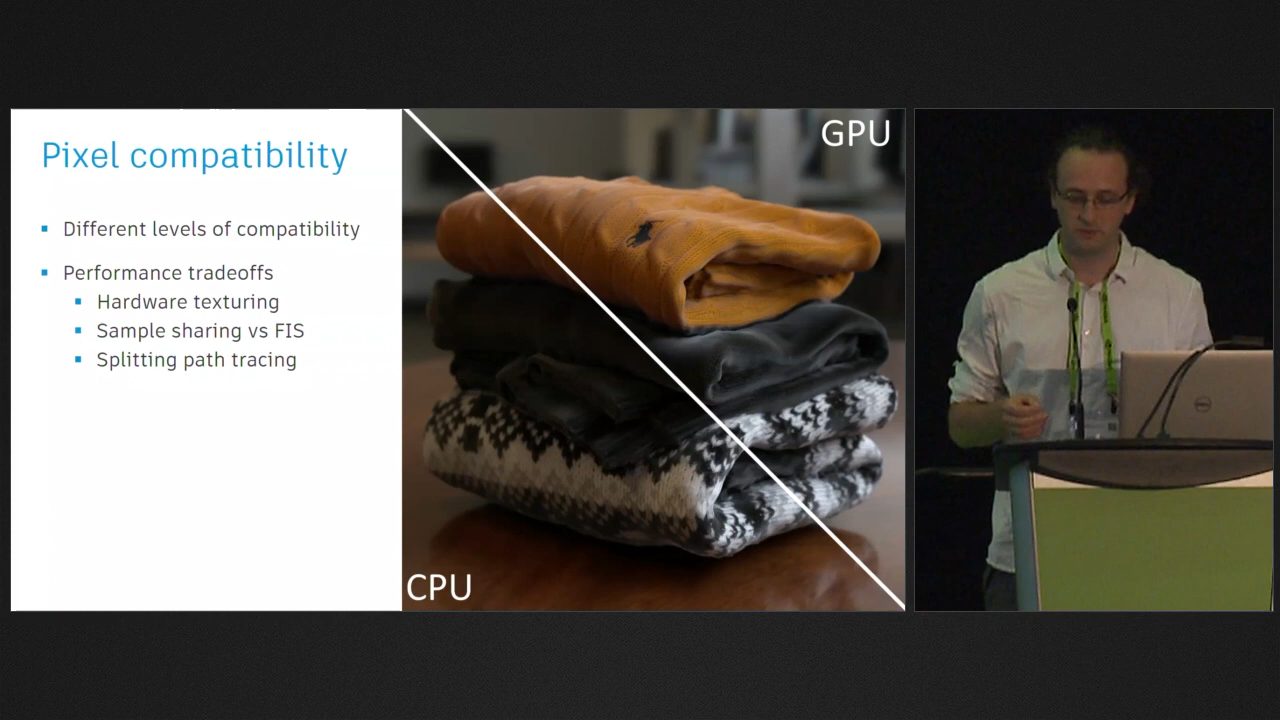 Pixel compatibility
Different levels of compatibility
Performance tradeoffs
Hardware texturing
Sample sharing vs FIS
Splitting path tracing
GPU
CPU